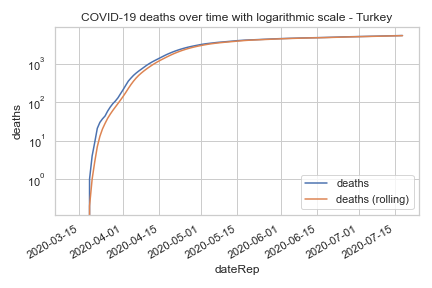 COVID-19 deaths over time with logarithmic scale - Turkey
deaths
10³
10²
10¹
10⁰
deaths
deaths (rolling)
2020-03-15
2020-04-01
2020-04-15
2020-05-01
2020-05-15
2020-06-01
2020-06-15
2020-07-01
2020-07-15
dateRep